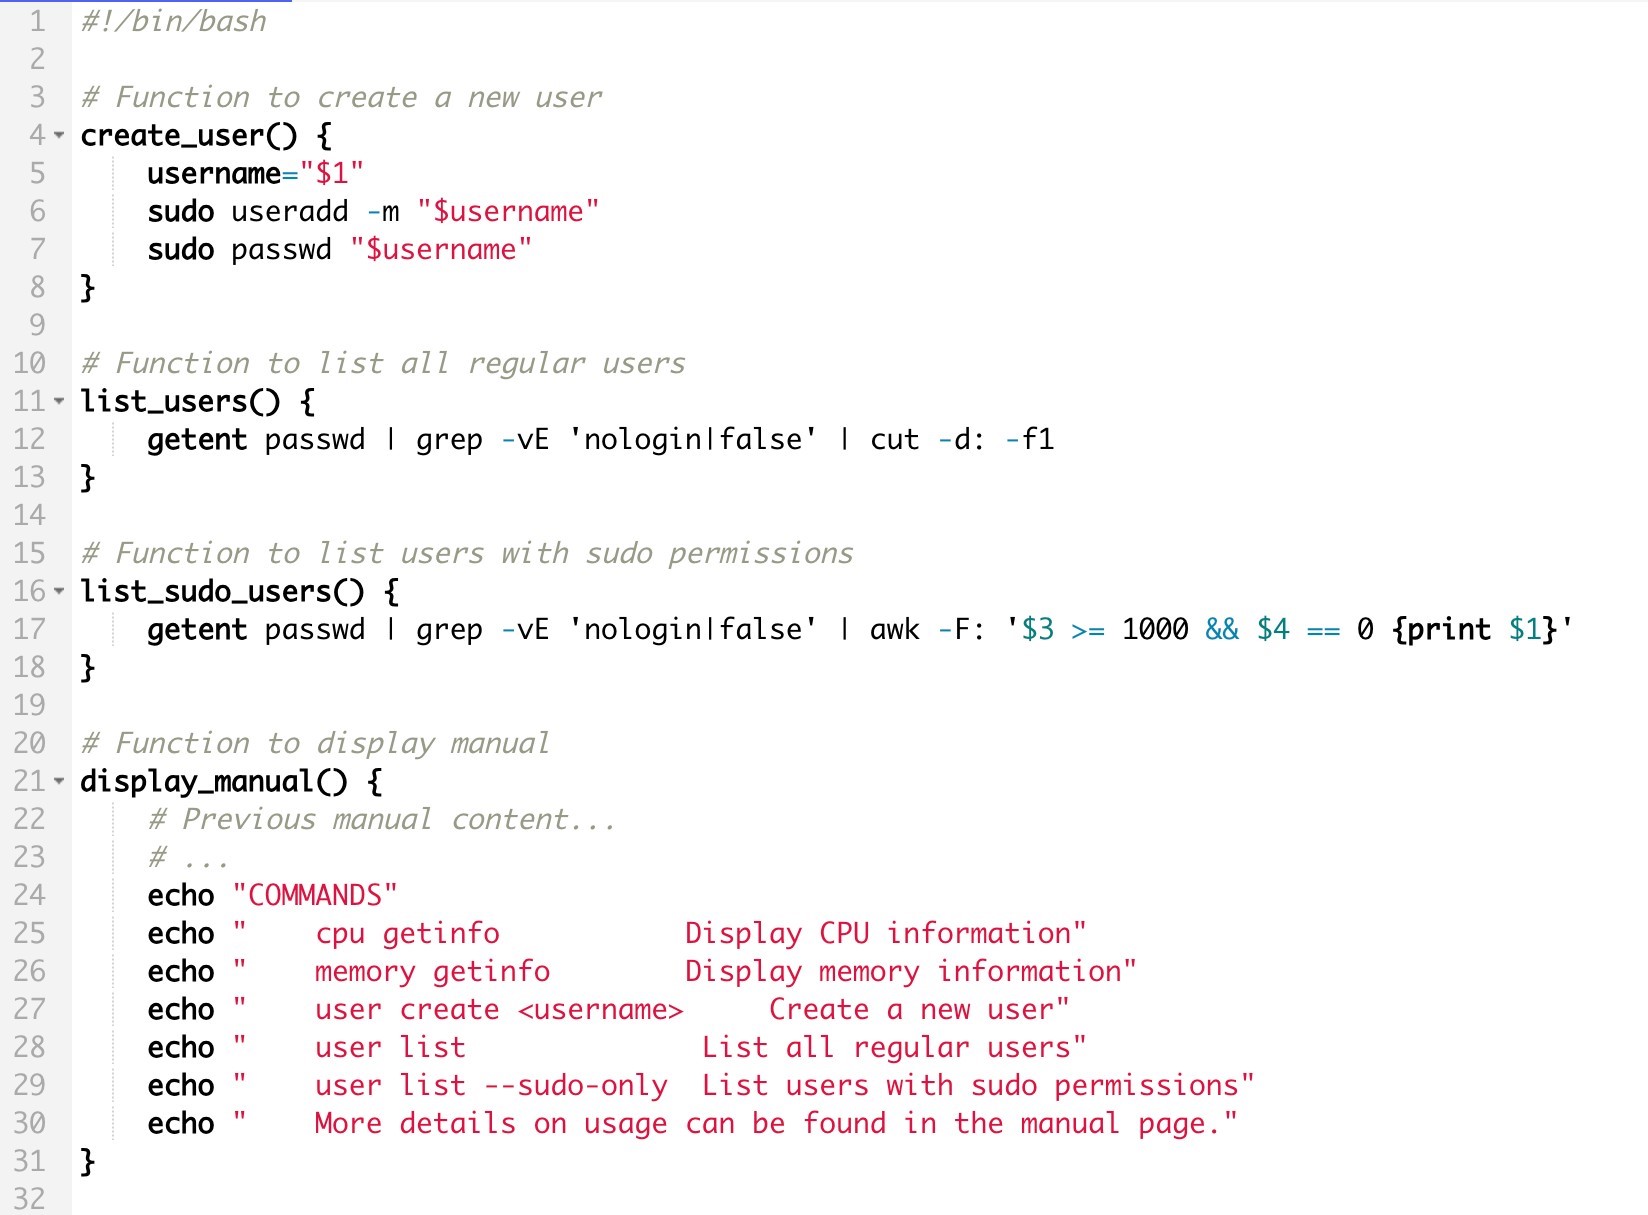 1 #!/bin/bash
2
3 # Function to create a new user
4 create_user() {
5     username="$1"
6     sudo useradd -m "$username"
7     sudo passwd "$username"
8 }
9
10 # Function to list all regular users
11 list_users() {
12     getent passwd | grep -vE 'nologin|false' | cut -d: -f1
13 }
14
15 # Function to list users with sudo permissions
16 list_sudo_users() {
17     getent passwd | grep -vE 'nologin|false' | awk -F: '$3 >= 1000 && $4 == 0 {print $1}'
18 }
19
20 # Function to display manual
21 display_manual() {
22     # Previous manual content...
23     # ...
24     echo "COMMANDS"
25     echo "    cpu getinfo           Display CPU information"
26     echo "    memory getinfo        Display memory information"
27     echo "    user create <username>     Create a new user"
28     echo "    user list              List all regular users"
29     echo "    user list --sudo-only  List users with sudo permissions"
30     echo "    More details on usage can be found in the manual page."
31 }
32